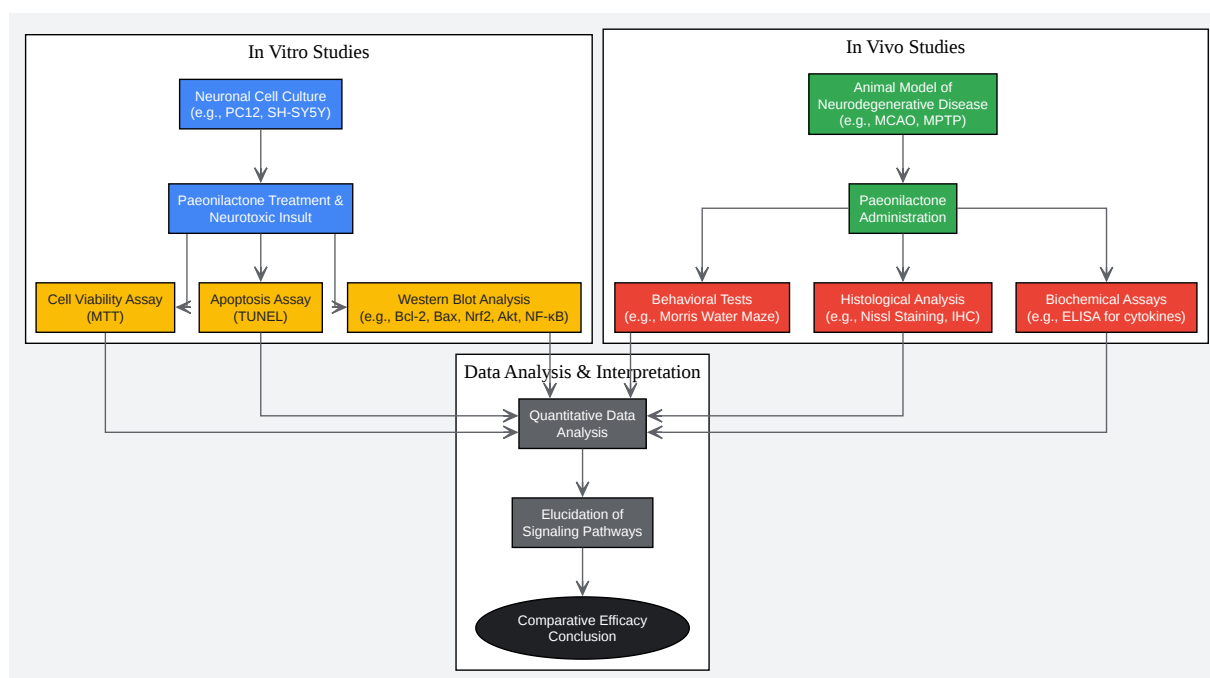 In Vitro Studies
Neuronal Cell Culture
(e.g., PC12, SH-SY5Y)
Paeonilactone Treatment &
Neurotoxic Insult
Cell Viability Assay
(MTT)
Apoptosis Assay
(TUNEL)
Western Blot Analysis
(e.g., Bcl-2, Bax, Nrf2, Akt, NF-κB)
In Vivo Studies
Animal Model of
Neurodegenerative Disease
(e.g., MCAO, MPTP)
Paeonilactone
Administration
Behavioral Tests
(e.g., Morris Water Maze)
Histological Analysis
(e.g., Nissl Staining, IHC)
Biochemical Assays
(e.g., ELISA for cytokines)
Data Analysis & Interpretation
Quantitative Data
Analysis
Elucidation of
Signaling Pathways
Comparative Efficacy
Conclusion